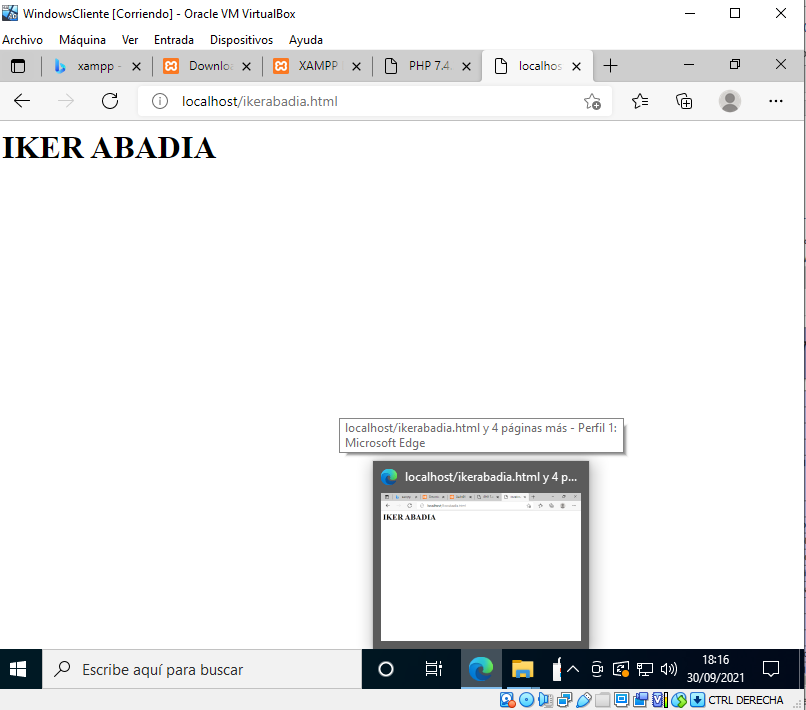 WindowsCliente [Corriendo] - Oracle VM VirtualBox
Archivo Máquina Ver Entrada Dispositivos Ayuda
xampp - Downlo XAMPP PHP 7.4. localhos
localhost/ikerabadia.html
IKER ABADIA
localhost/ikerabadia.html y 4 páginas más - Perfil 1:
Microsoft Edge
localhost/ikerabadia.html y 4 p...
IKER ABADIA
Escribe aquí para buscar
18:16
30/09/2021
CTRL DERECHA